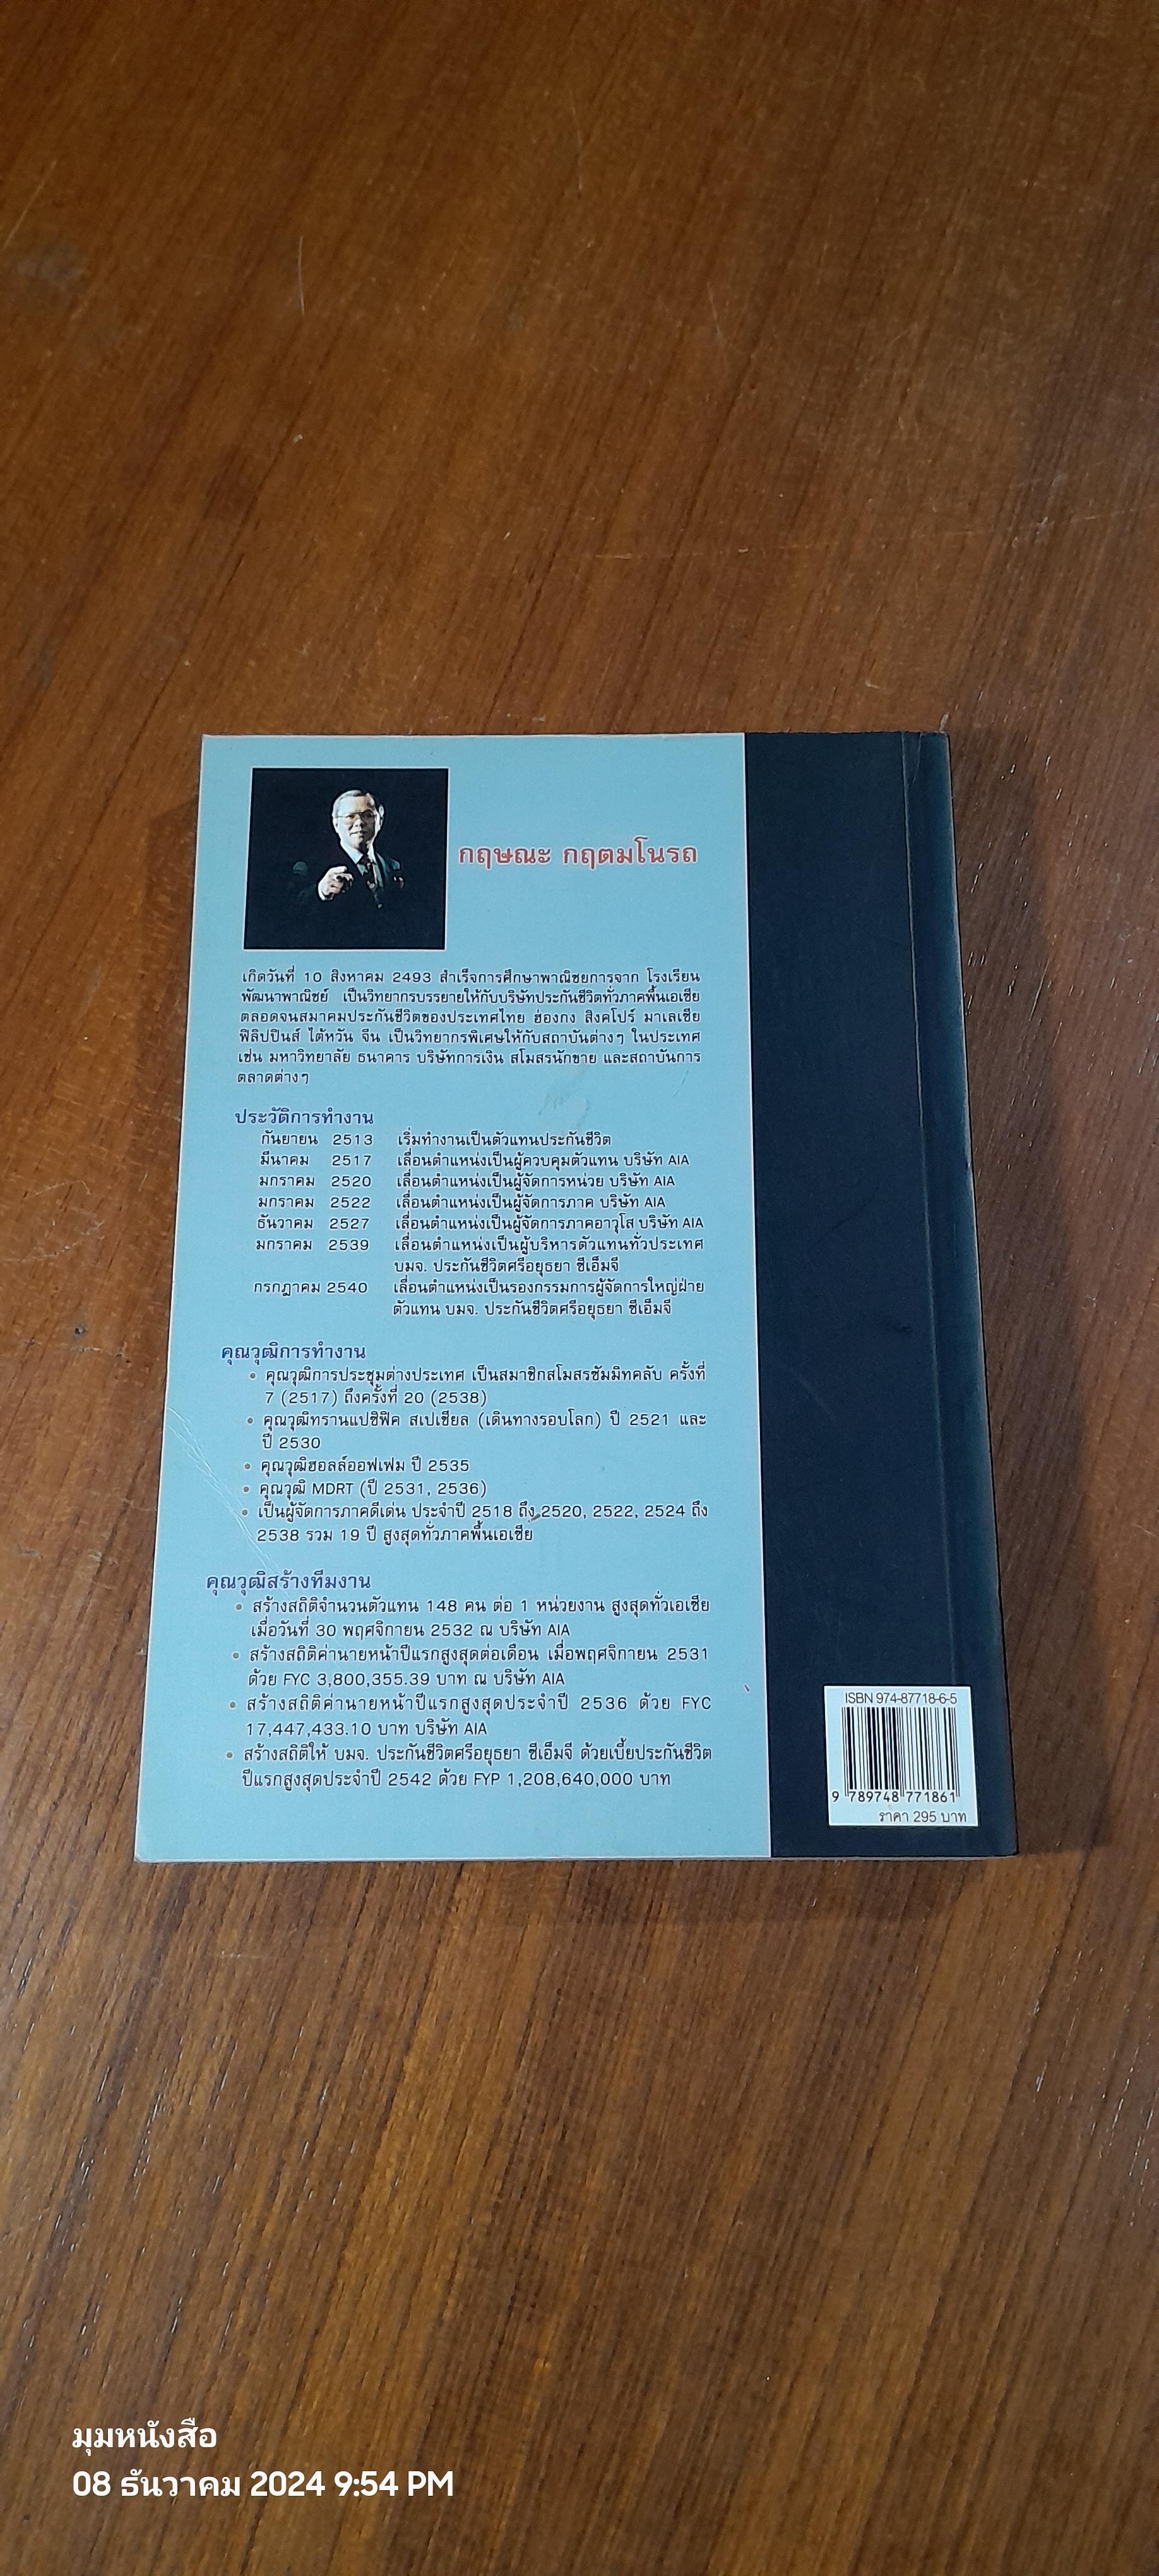 กฤษณะ กฤตมโนรถ
เกิดวันที่ 10 สิงหาคม 2493 สำเร็จการศึกษาพาณิชยการจาก โรงเรียน
พัฒนาพาณิชย์ เป็นวิทยากรบรรยายให้กับบริษัทประกันชีวิตทั่วภาคพื้นเอเชีย
ตลอดจนสมาคมประกันชีวิตของประเทศไทย ฮ่องกง สิงคโปร์ มาเลเซีย
ฟิลิปปินส์ ไต้หวัน จีน เป็นวิทยากรพิเศษให้กับสถาบันต่างๆ ในประเทศ
เช่น มหาวิทยาลัย ธนาคาร บริษัทการเงิน สโมสรนักขาย และสถาบันการ
ตลาดต่างๆ
ประวัติการทำงาน
กันยายน 2513 เริ่มทำงานเป็นตัวแทนประกันชีวิต
มีนาคม 2517 เลื่อนตำแหน่งเป็นผู้ควบคุมตัวแทน บริษัท AIA
มกราคม 2520 เลื่อนตำแหน่งเป็นผู้จัดการหน่วย บริษัท AIA
มกราคม 2522 เลื่อนตำแหน่งเป็นผู้จัดการภาค บริษัท AIA
ธันวาคม 2527 เลื่อนตำแหน่งเป็นผู้จัดการภาคอาวุโส บริษัท AIA
มกราคม 2539 เลื่อนตำแหน่งเป็นผู้บริหารตัวแทนทั่วประเทศ
บมจ. ประกันชีวิตศรีอยุธยา ซีเอ็มจี
กรกฎาคม 2540 เลื่อนตำแหน่งเป็นรองกรรมการผู้จัดการใหญ่ฝ่าย
ตัวแทน บมจ. ประกันชีวิตศรีอยุธยา ซีเอ็มจี
คุณวุฒิการทำงาน
• คุณวุฒิการประชุมต่างประเทศ เป็นสมาชิกสโมสรซัมมิทคลับ ครั้งที่
7 (2517) ถึงครั้งที่ 20 (2538)
• คุณวุฒิทรานแปซิฟิค สเปเชียล (เดินทางรอบโลก) ปี 2521 และ
ปี 2530
• คุณวุฒิฮอลล์ออฟเฟม ปี 2535
• คุณวุฒิ MDRT (ปี 2531, 2536)
• เป็นผู้จัดการภาคดีเด่น ประจำปี 2518 ถึง 2520, 2522, 2524 ถึง
2538 รวม 19 ปี สูงสุดทั่วภาคพื้นเอเชีย
คุณวุฒิสร้างทีมงาน
• สร้างสถิติจำนวนตัวแทน 148 คน ต่อ 1 หน่วยงาน สูงสุดทั่วเอเชีย
เมื่อวันที่ 30 พฤศจิกายน 2532 ณ บริษัท AIA
• สร้างสถิติค่านายหน้าปีแรกสูงสุดต่อเดือน เมื่อพฤศจิกายน 2531
ด้วย FYC 3,800,355.39 บาท ณ บริษัท AIA
• สร้างสถิติค่านายหน้าปีแรกสูงสุดประจำปี 2536 ด้วย FYC
17,447,433.10 บาท บริษัท AIA
• สร้างสถิติให้ บมจ. ประกันชีวิตศรีอยุธยา ซีเอ็มจี ด้วยเบี้ยประกันชีวิต
ปีแรกสูงสุดประจำปี 2542 ด้วย FYP 1,208,640,000 บาท
ISBN 974-87718-6-5
9 789748 771861
ราคา 295 บาท
มุมหนังสือ
08 ธันวาคม 2024 9:54 PM